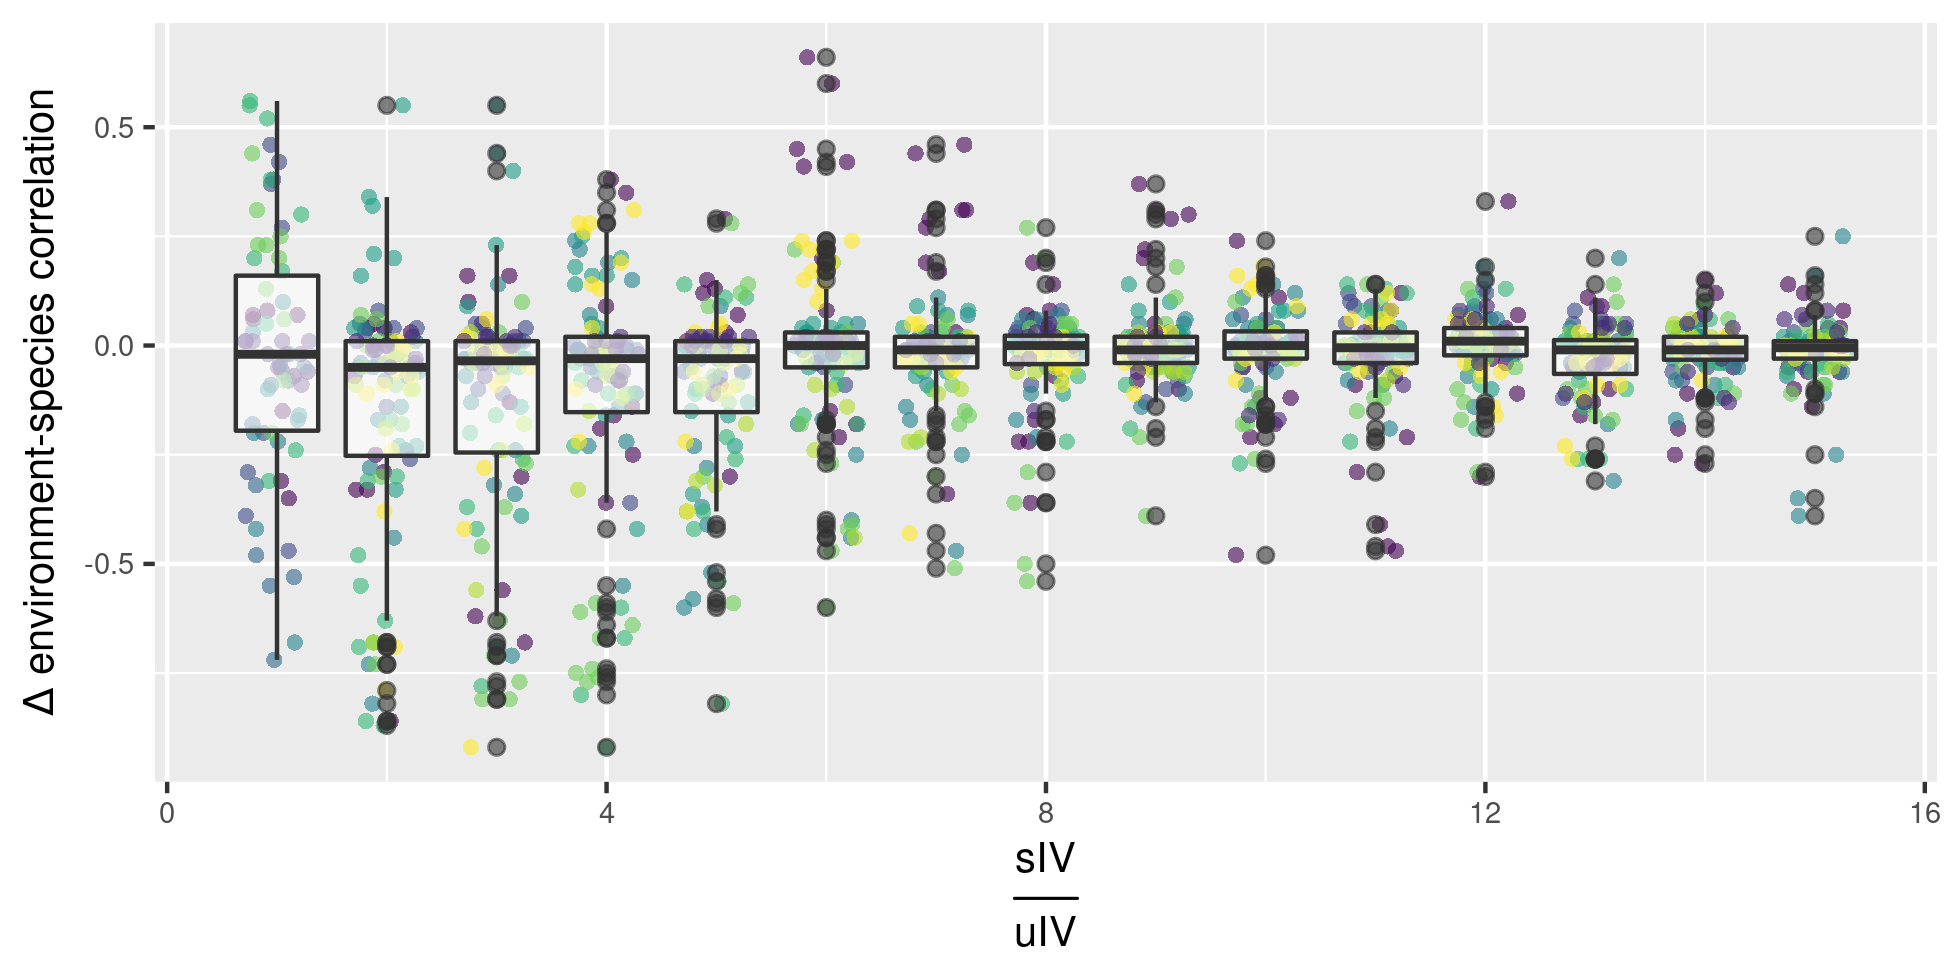 Δ environment-species correlation
0.5
0.0
-0.5
0 4 8 12 16
sIV
uIV